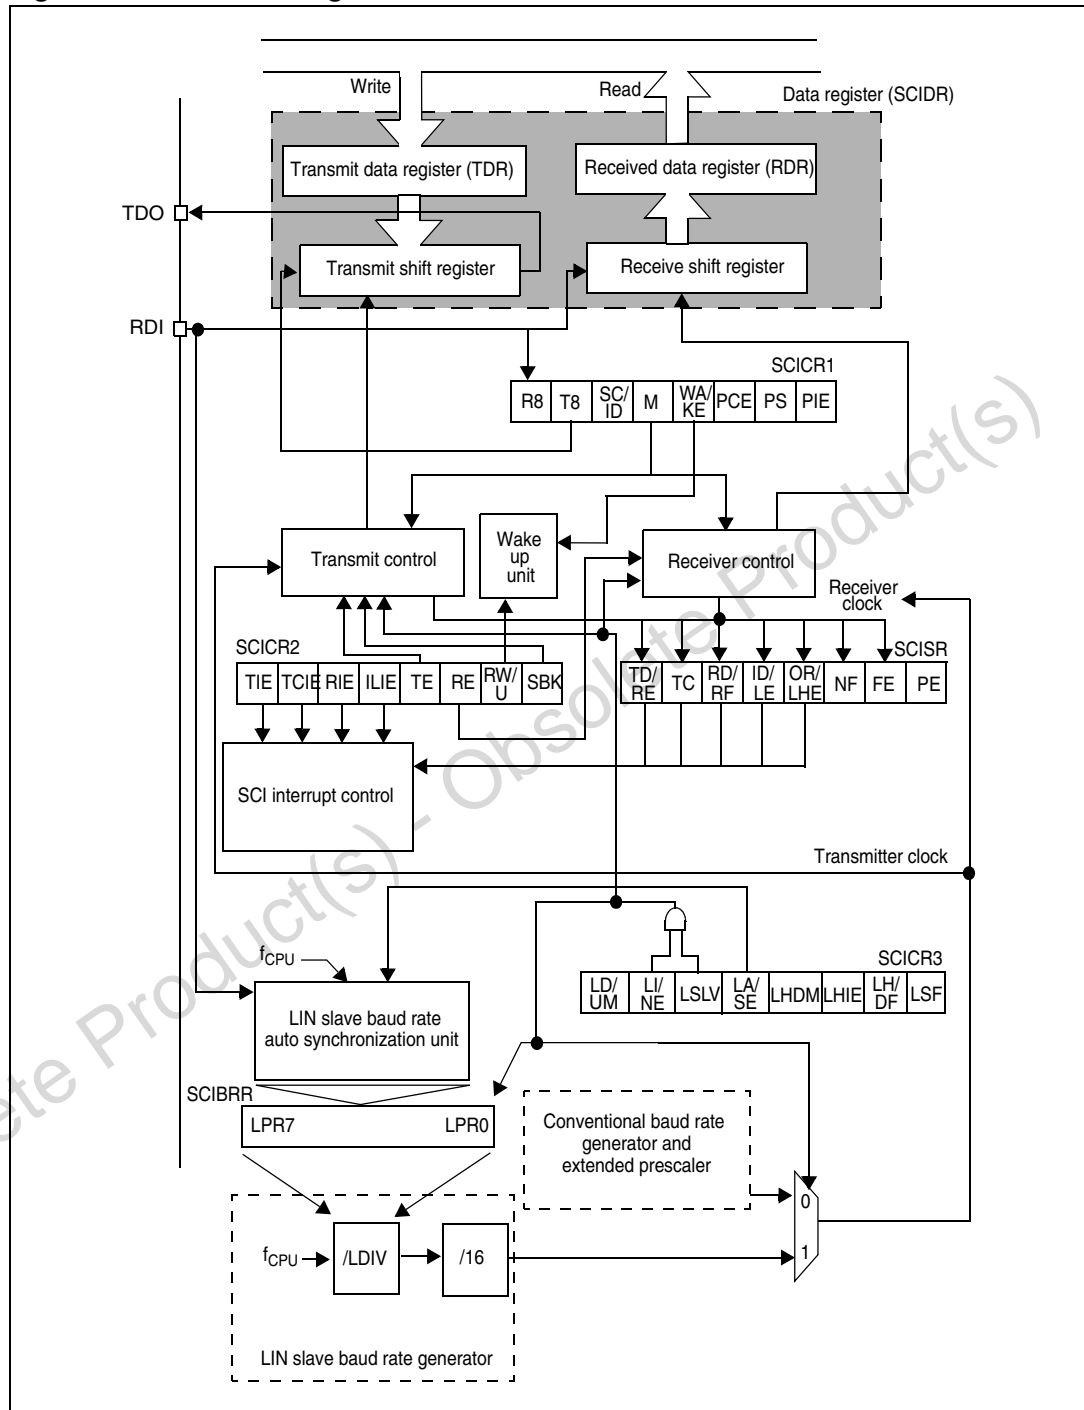 Write
Read
Data register (SCIDR)
Transmit data register (TDR)
Received data register (RDR)
TDO
Transmit shift register
Receive shift register
RDI
SCICR1
R8 T8 SC/ID M WA/KE PCE PS PIE
Transmit control
Wake
up
unit
Receiver control
Receiver
clock
SCICR2
SCISR
TIE TCIE RIE ILIE TE RE RW/U SBK
TD/RE TC RD/RF ID/LE OR/LHE NF FE PE
SCI interrupt control
Transmitter clock
fCPU
SCICR3
LD/UM LI/NE LSLV LA/SE LHDM LHIE LH/DF LSF
LIN slave baud rate
auto synchronization unit
SCIBRR
LPR7 LPR0
Conventional baud rate
generator and
extended prescaler
0
fCPU /LDIV /16
1
LIN slave baud rate generator
ete Product(s) - Obsolete Product(s)